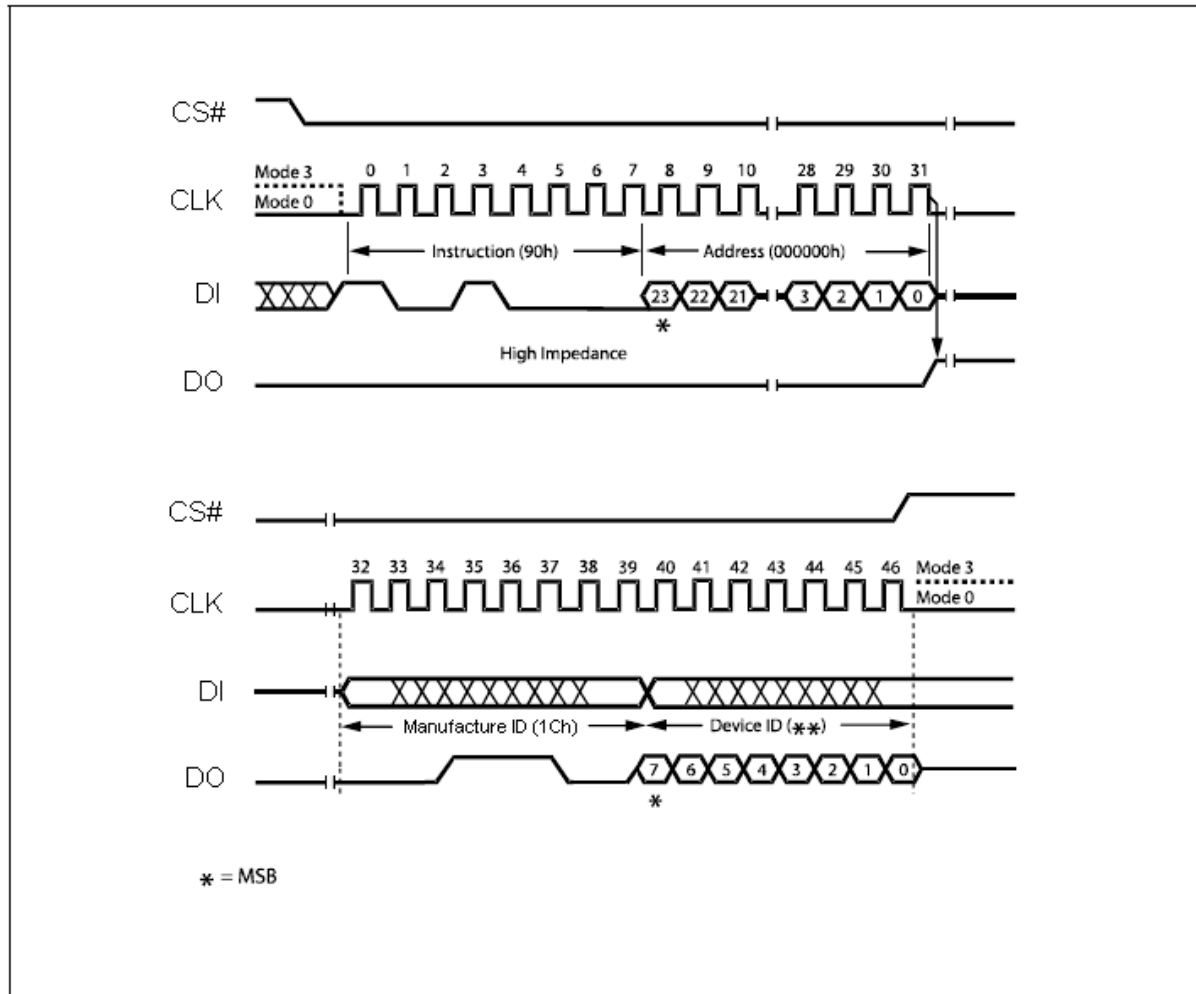 CS#
Mode 3
0 1 2 3 4 5 6 7 8 9 10 28 29 30 31
CLK
Mode 0
Instruction (90h) Address (000000h)
DI
23 22 21 3 2 1 0
*
High Impedance
DO
CS#
32 33 34 35 36 37 38 39 40 41 42 43 44 45 46 Mode 3
CLK
Mode 0
DI
Manufacture ID (1Ch) Device ID (**)
DO
7 6 5 4 3 2 1 0
*
* = MSB